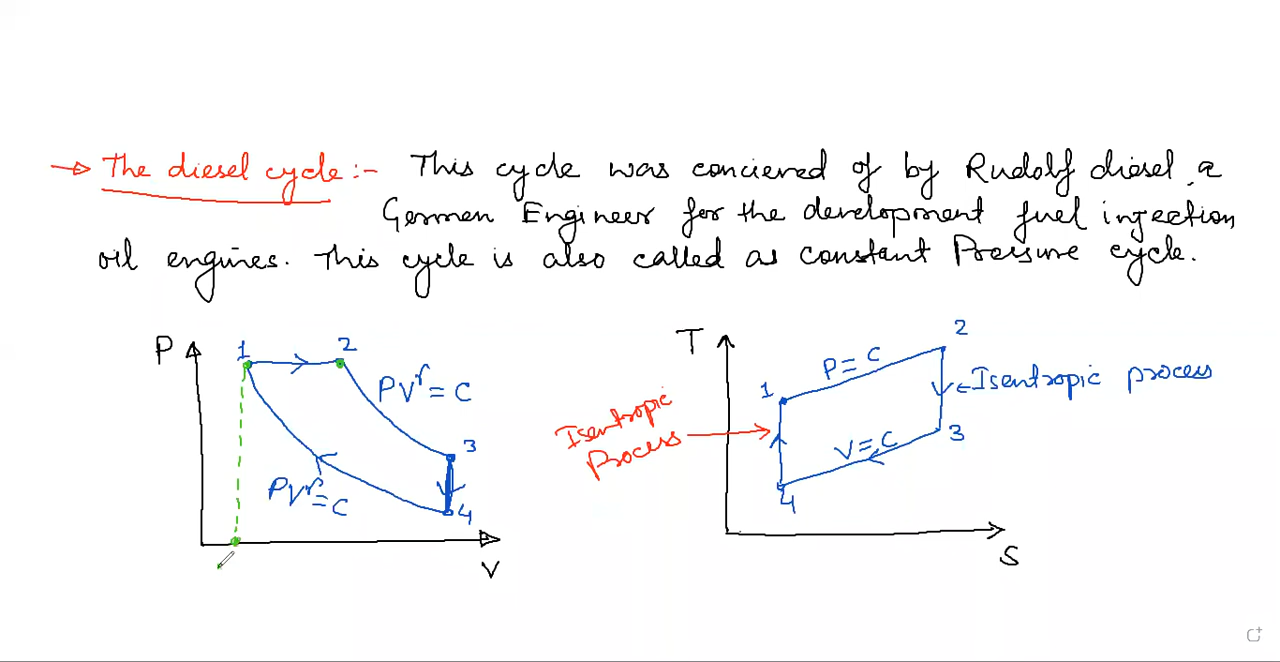 → The diesel cycle :- This cycle was concieved of by Rudolf diesel, a
German Engineer for the development fuel injection
oil engines. This cycle is also called as constant Pressure cycle.
P
1
2
PVʳ = C
3
PVʳ = C
4
V
T
2
P = C
1
← Isentropic process
Isentropic
process
3
V = C
4
S